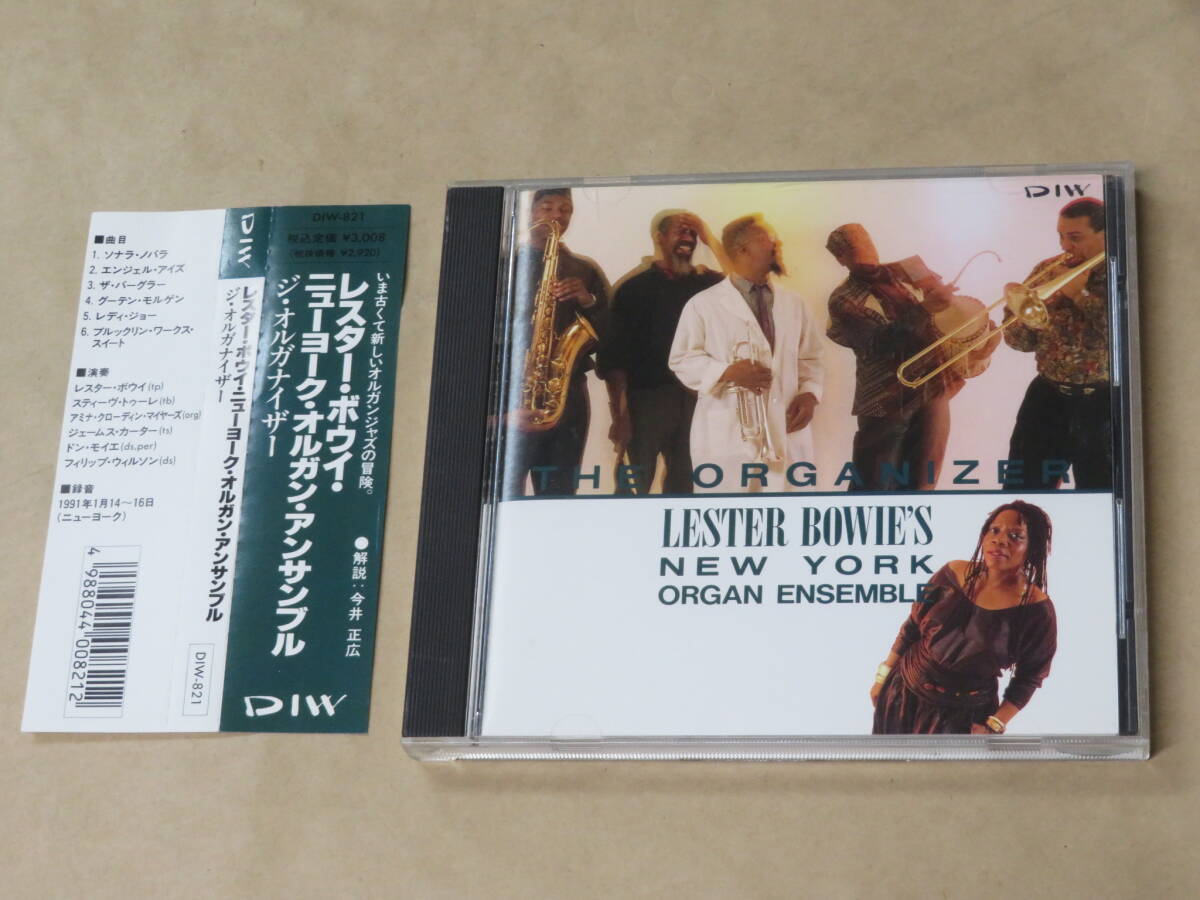 ■曲目
1. ソナラ・ノバラ
2. エンジェル・アイズ
3. ザ・バーグラー
4. グーテン・モルゲン
5. レディ・ジョー
6. ブルックリン・ワークス・
スイート
■演奏
レスター・ボウイ(tp)
スティーヴ・トゥーレ(tb)
アミナ・クローディン・マイヤーズ(org)
ジェームス・カーター(ts)
ドン・モイエ(ds,per)
フィリップ・ウィルソン(ds)
■録音
1991年1月14〜16日
(ニューヨーク)
4 988044 008212
DIW
レスター・ボウイ・ニューヨーク・オルガン・アンサンブル
ジ・オルガナイザー
DIW-821
DIW-821
税込定価 ¥3,008
(税抜価格 ¥2,920)
いま古くて新しいオルガンジャズの冒険。
レスター・ボウイ・
ニューヨーク・オルガン・アンサンブル
ジ・オルガナイザー
●解説:今井 正広
DIW
DIW
THE ORGANIZER
LESTER BOWIE'S
NEW YORK
ORGAN ENSEMBLE